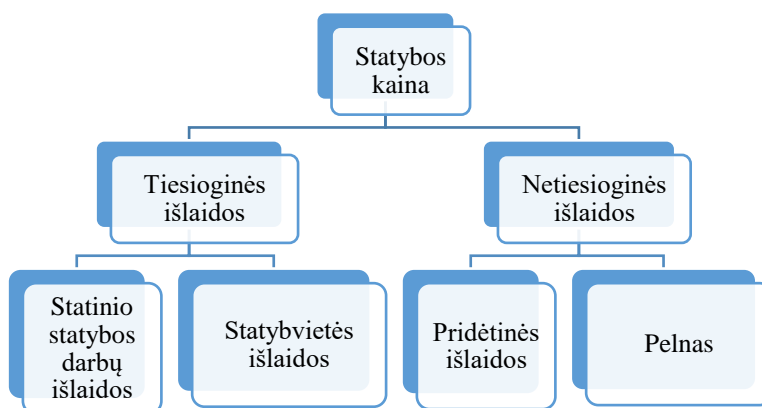 Statybos
kaina
Tiesioginės
išlaidos
Netiesioginės
išlaidos
Statinio
statybos
darbų
išlaidos
Statybvietės
išlaidos
Pridėtinės
išlaidos
Pelnas